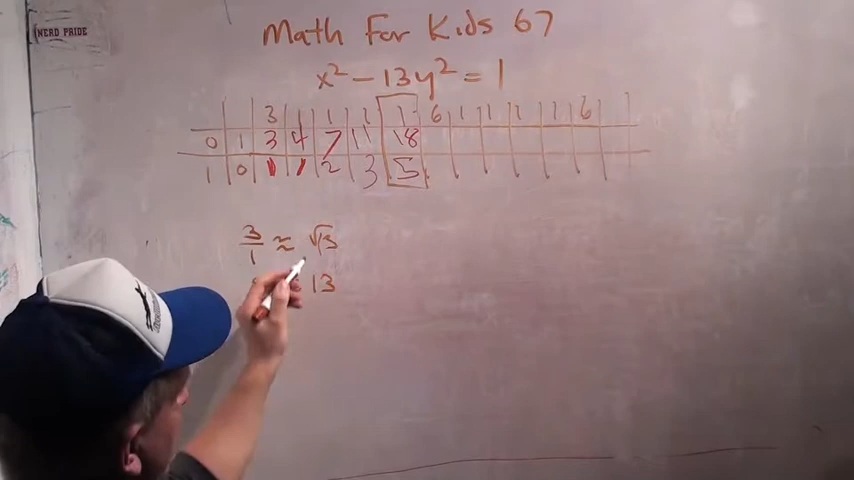 NERD PRIDE
Math For Kids 67
x² - 13y² = 1
3 1 1 1 1 6 1 1 1 1 6
0 1 3 4 7 11 18
1 0 1 1 2 3 5
3/1 ≈ √13
13